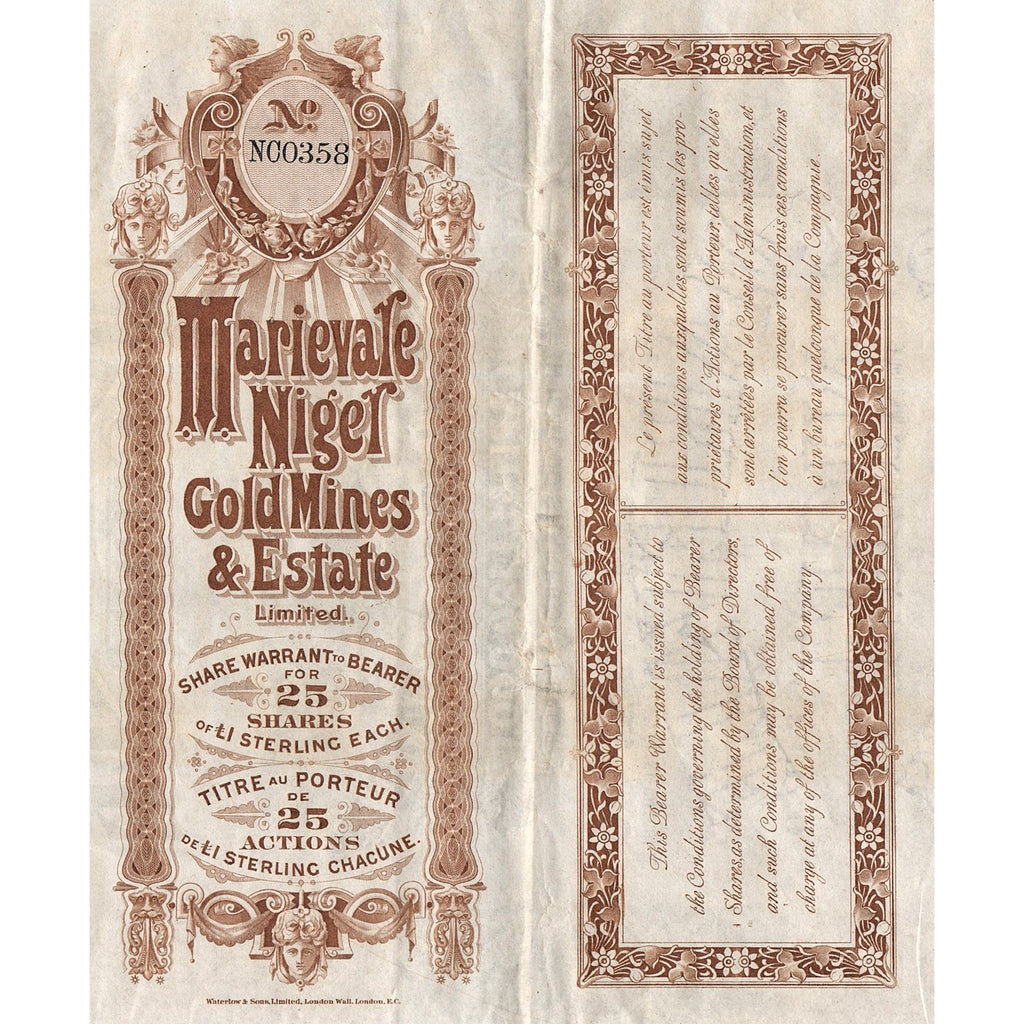 No.
NC0358
Marievale
Niger
Gold Mines
& Estate
Limited.
SHARE WARRANT TO BEARER
FOR
25
SHARES
OF £1 STERLING EACH.
TITRE AU PORTEUR
DE
25
ACTIONS
DE £1 STERLING CHACUNE.
Waterlow & Sons, Limited, London Wall, London, E.C.
Le présent Titre au porteur est émis sujet
aux conditions auxquelles sont soumis les pro-
priétaires d'Actions au Porteur, telles qu'elles
sont arrêtées par le Conseil d'Administration, et
l'on pourra se procurer sans frais ces conditions
à un bureau quelconque de la Compagnie
This Bearer Warrant is issued subject to
the Conditions governing the holding of Bearer
Shares, as determined by the Board of Directors,
and such Conditions may be obtained free of
charge at any of the offices of the Company.